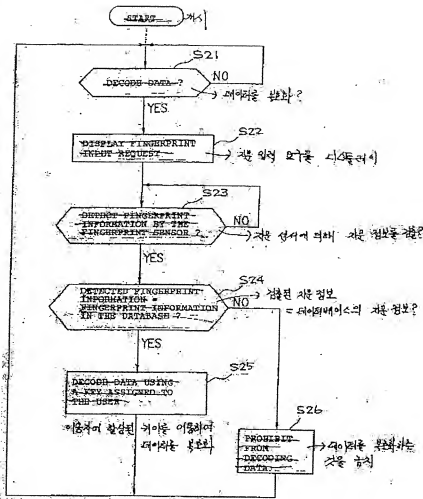 START
개시
S21
DECODE DATA ?
NO
데이터를 복호화?
YES
S22
DISPLAY FINGERPRINT
INPUT REQUEST
지문 입력 요구를 디스플레이
S23
DETECT FINGERPRINT
INFORMATION BY THE
FINGERPRINT SENSOR ?
NO
지문 센서에 의해 지문 정보를 검출?
YES
S24
DETECTED FINGERPRINT
INFORMATION =
FINGERPRINT INFORMATION
IN THE DATABASE ?
NO
검출된 지문 정보
= 데이터베이스의 지문 정보?
YES
S25
DECODE DATA USING
A KEY ASSIGNED TO
THE USER
할당된 키를 이용하여
데이터를 복호화
S26
PROHIBIT
FROM
DECODING
DATA
데이터를 복호화하는
것을 금지